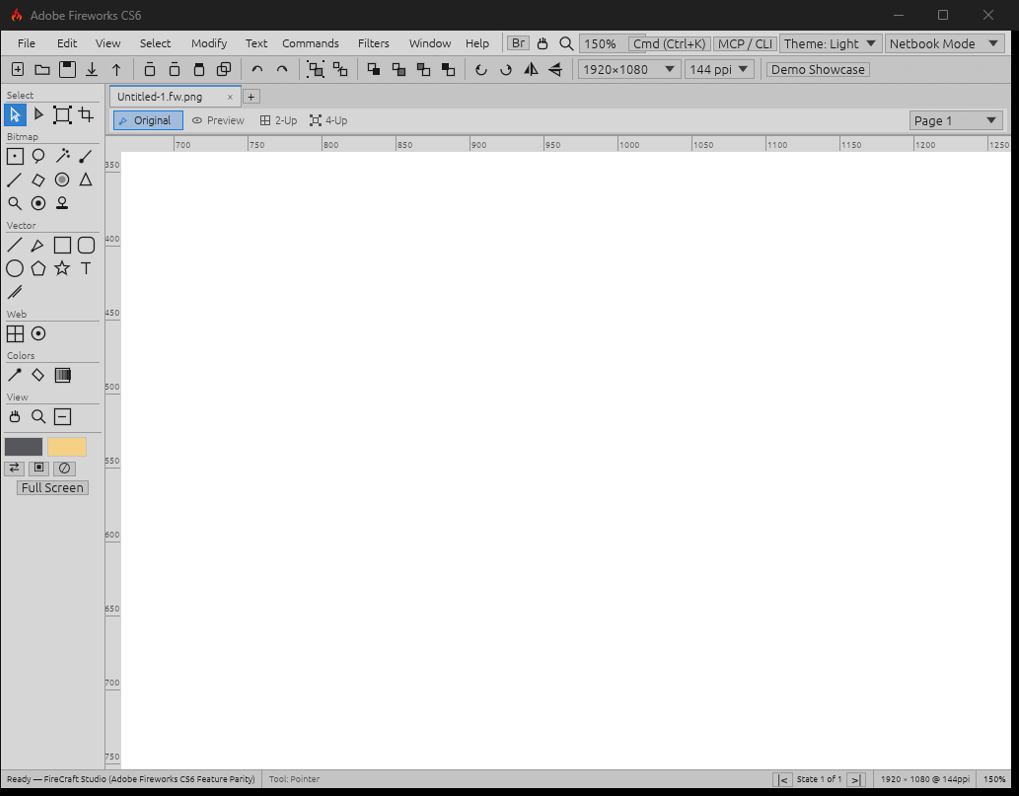 Adobe Fireworks CS6
File Edit View Select Modify Text Commands Filters Window Help Br 150% Cmd (Ctrl+K) MCP / CLI Theme: Light Netbook Mode
1920×1080 144 ppi Demo Showcase
Select
Untitled-1.fw.png × +
Original Preview 2-Up 4-Up Page 1
Bitmap
700 750 800 850 900 950 1000 1050 1100 1150 1200 1250
350
Vector
400
T
450
Web
Colors
500
View
550
Full Screen
600
650
700
750
Ready — FireCraft Studio (Adobe Fireworks CS6 Feature Parity) Tool: Pointer |< State 1 of 1 >| 1920 × 1080 @ 144ppi 150%